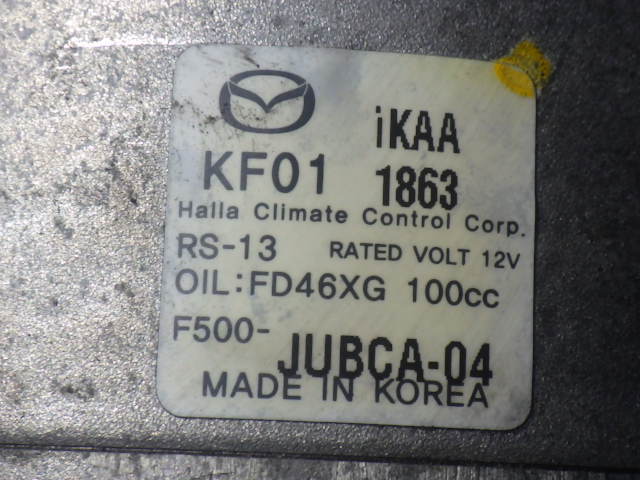 iKAA
KF01 1863
Halla Climate Control Corp.
RS-13 RATED VOLT 12V
OIL:FD46XG 100cc
F500-JUBCA-04
MADE IN KOREA